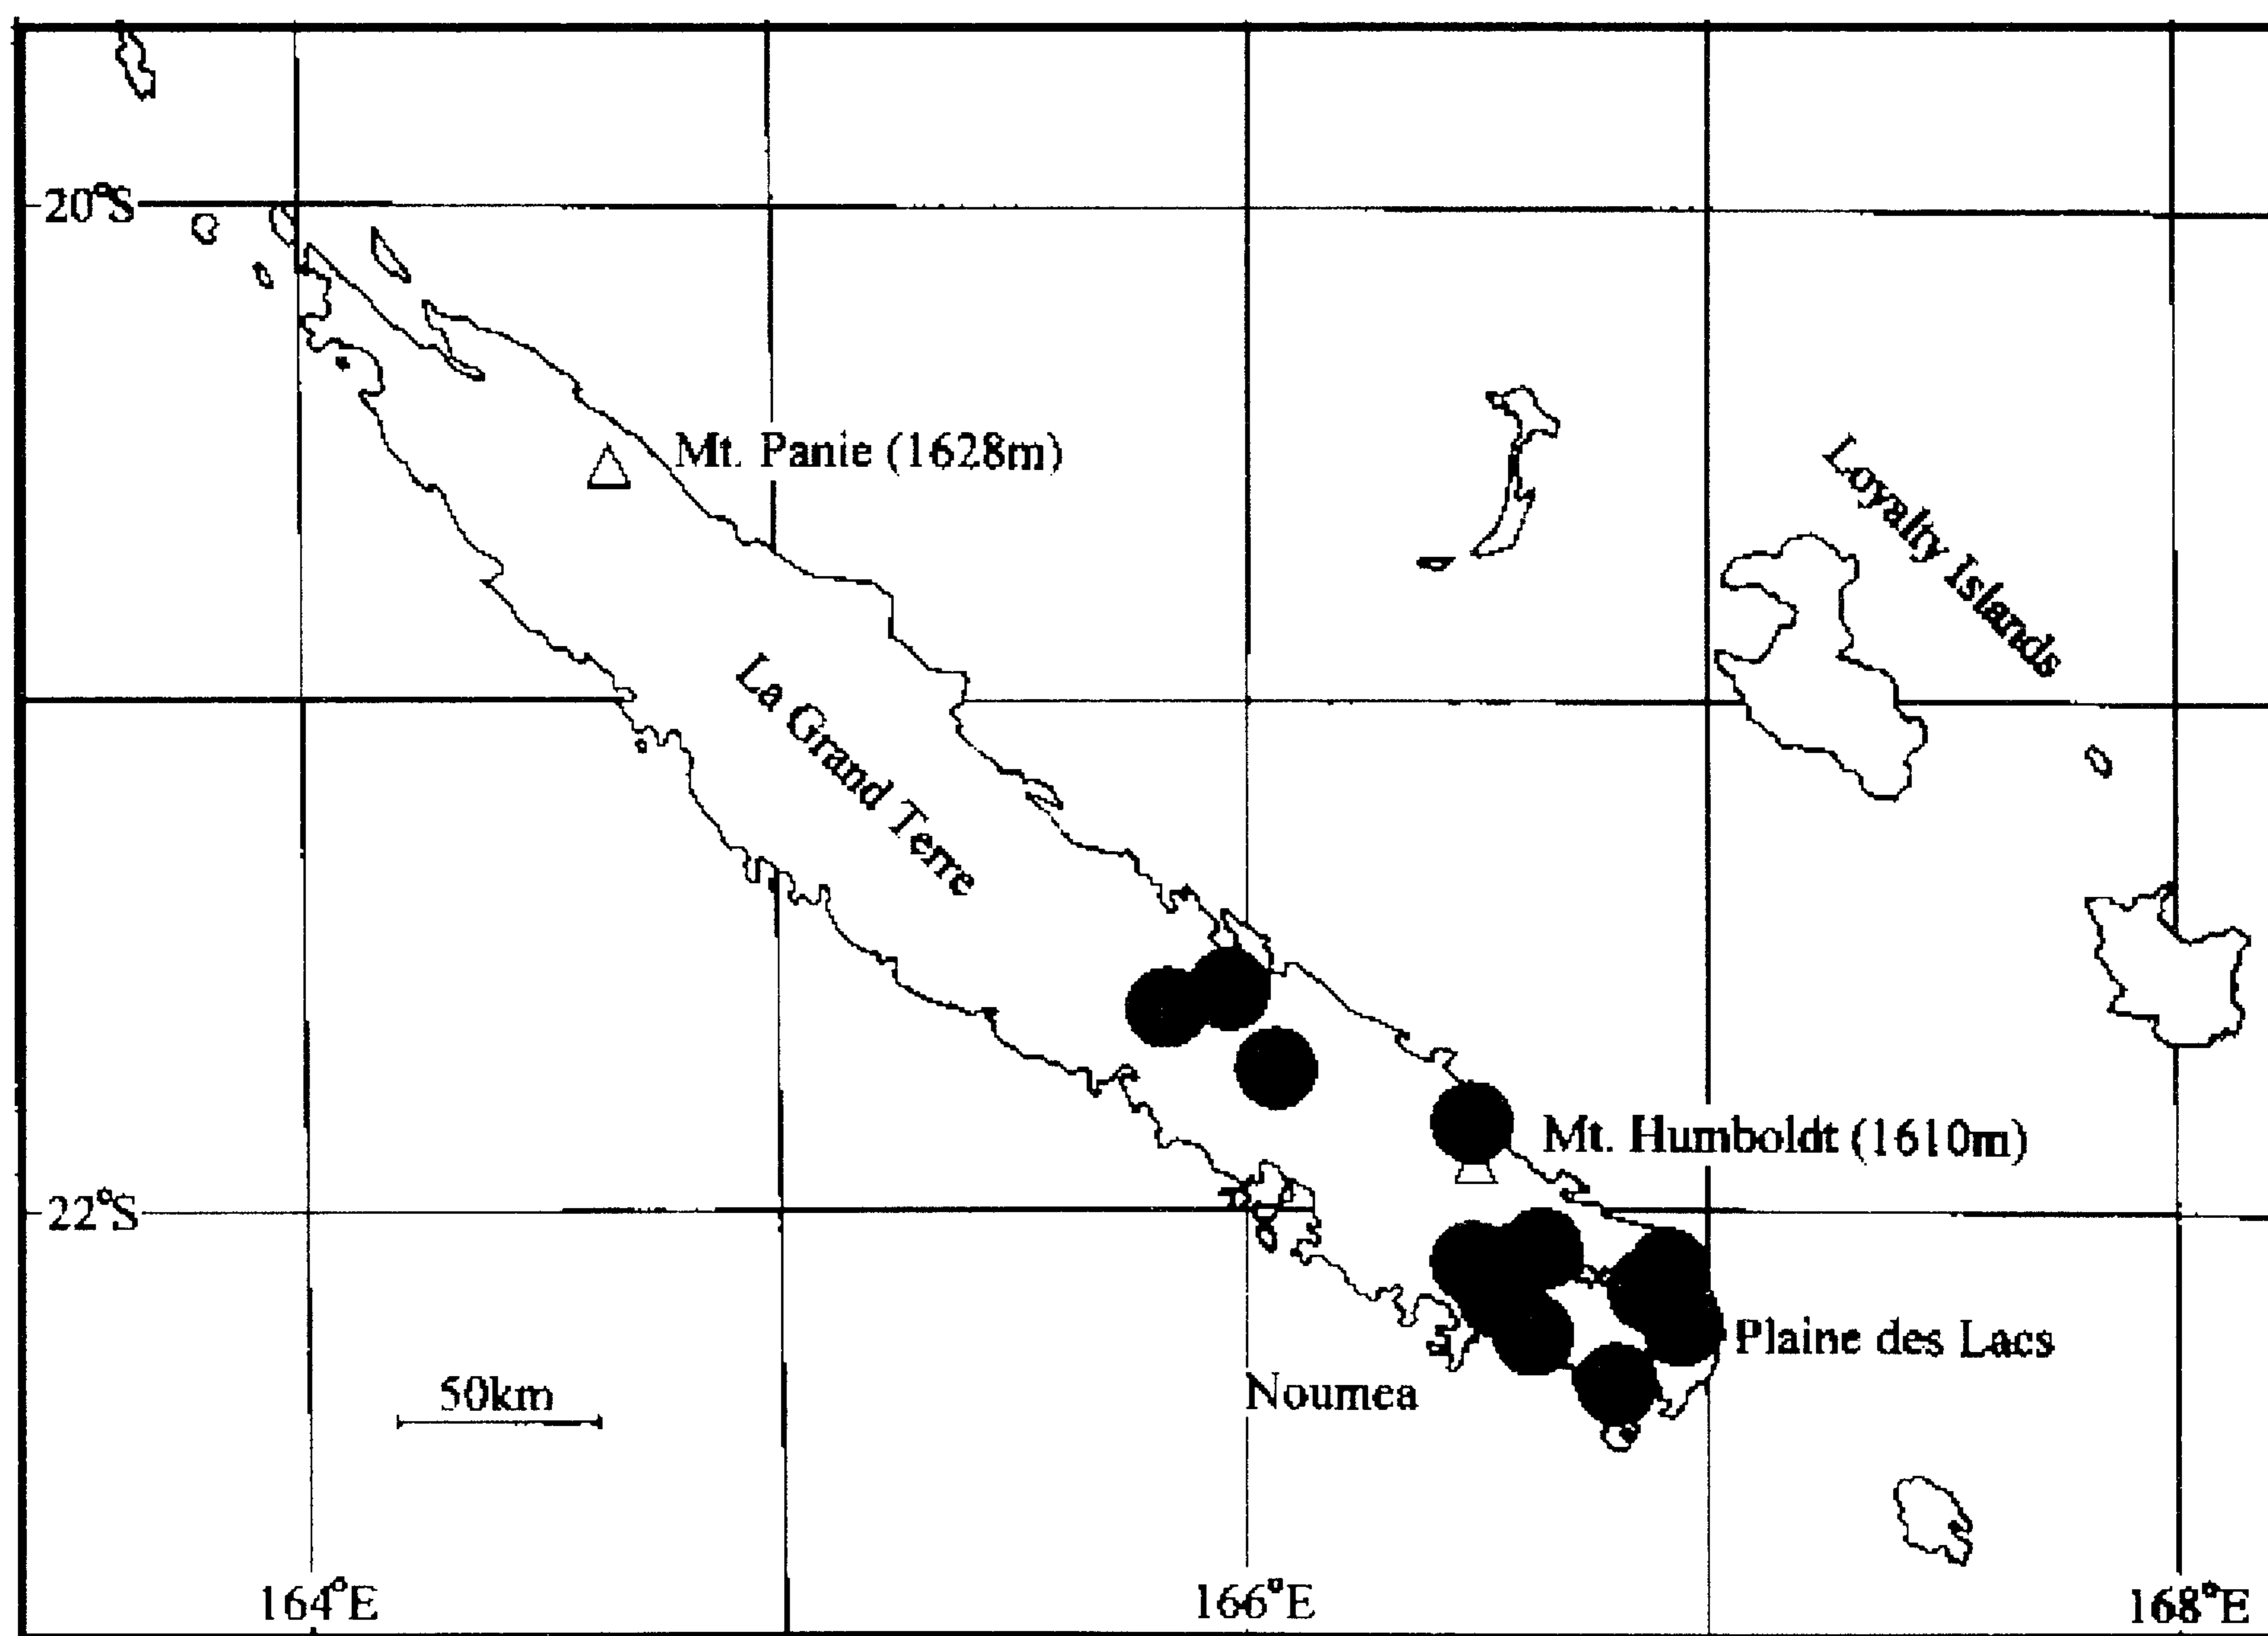 20°S
Mt. Panie (1628m)
Loyalty Islands
La Grand Terre
Mt. Humboldt (1610m)
22°S
Plaine des Lacs
50km
Noumea
164°E
166°E
168°E